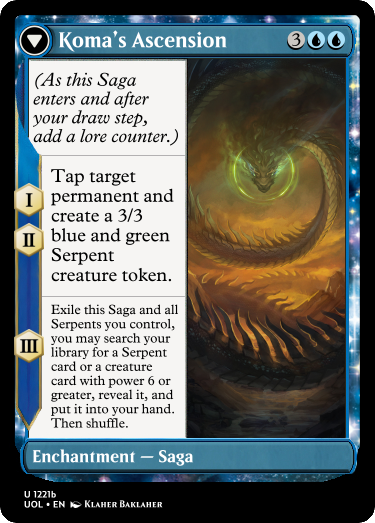 Koma's Ascension 3
(As this Saga
enters and after
your draw step,
add a lore counter.)
I
II
Tap target
permanent and
create a 3/3
blue and green
Serpent
creature token.
III
Exile this Saga and all
Serpents you control,
you may search your
library for a Serpent
card or a creature
card with power 6 or
greater, reveal it, and
put it into your hand.
Then shuffle.
Enchantment — Saga
U 1221b
UOL • EN Klaher Baklaher